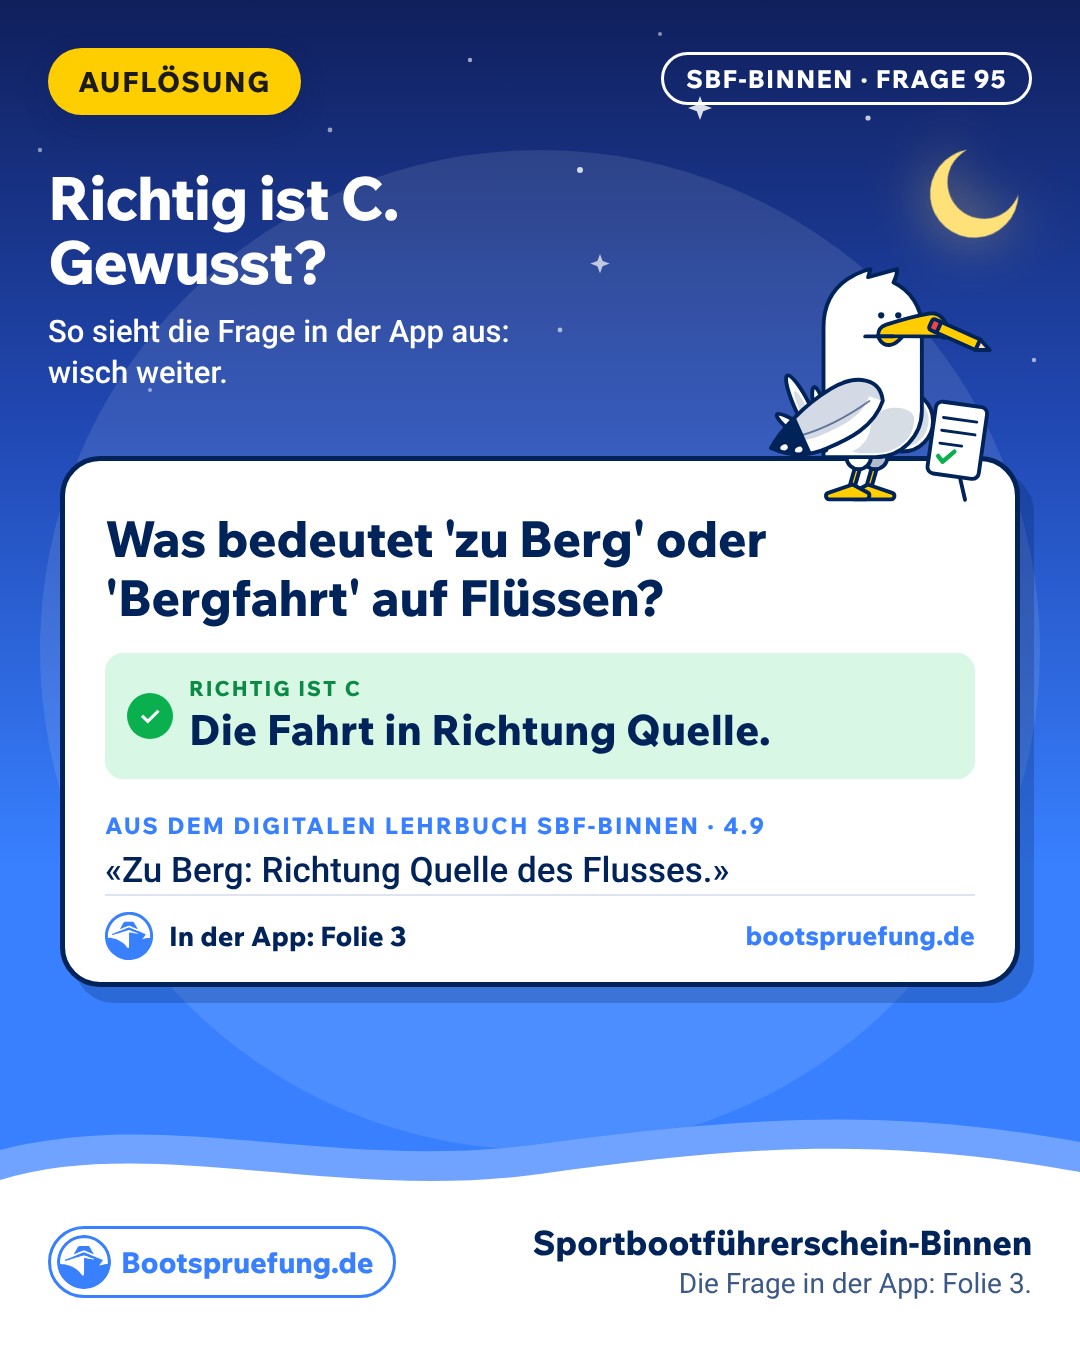 AUFLÖSUNG
SBF-BINNEN · FRAGE 95
Richtig ist C.
Gewusst?
So sieht die Frage in der App aus:
wisch weiter.
Was bedeutet 'zu Berg' oder
'Bergfahrt' auf Flüssen?
RICHTIG IST C
Die Fahrt in Richtung Quelle.
AUS DEM DIGITALEN LEHRBUCH SBF-BINNEN · 4.9
«Zu Berg: Richtung Quelle des Flusses.»
In der App: Folie 3
bootspruefung.de
Bootspruefung.de
Sportbootführerschein-Binnen
Die Frage in der App: Folie 3.